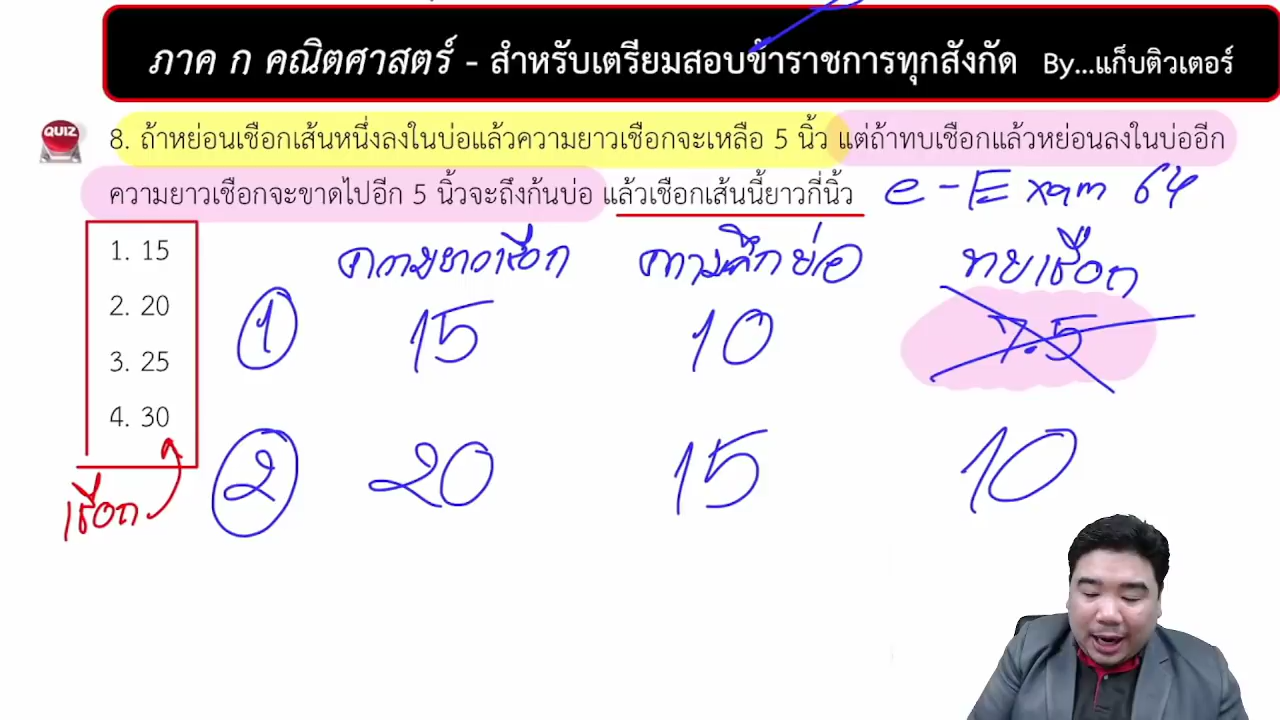 ภาค ก คณิตศาสตร์ - สำหรับเตรียมสอบข้าราชการทุกสังกัด By...แก็บติวเตอร์
QUIZ
8. ถ้าหย่อนเชือกเส้นหนึ่งลงในบ่อแล้วความยาวเชือกจะเหลือ 5 นิ้ว แต่ถ้าทบเชือกแล้วหย่อนลงในบ่ออีก
ความยาวเชือกจะขาดไปอีก 5 นิ้วจะถึงก้นบ่อ แล้วเชือกเส้นนี้ยาวกี่นิ้ว e-Exam 64
1. 15
2. 20
3. 25
4. 30
เชือก
ความยาวเชือก ความลึกบ่อ ทบเชือก
1 15 10 7.5
2 20 15 10